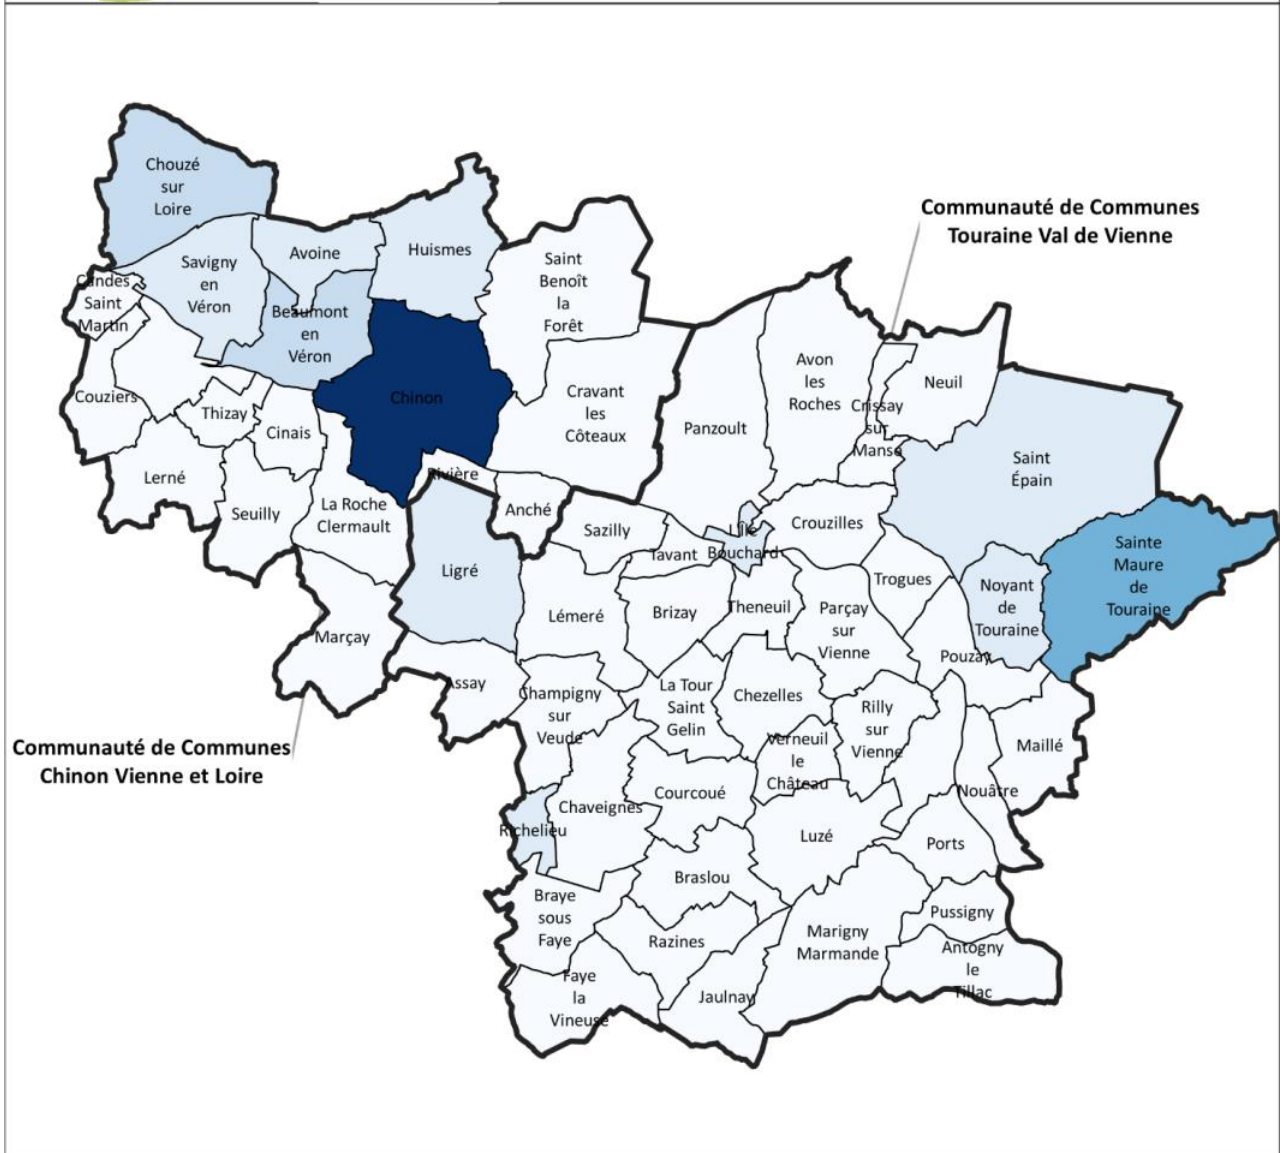 Chouzé
sur
Loire
Communauté de Communes
Touraine Val de Vienne
Huismes
Avoine
Savigny
en
Véron
Saint
Benoît
la
Forêt
Candes
Saint
Martin
Beaumont
en
Véron
Avon
les
Roches
Neuil
Couziers
Chinon
Cravant
les
Côteaux
Crissay
sur
Manse
Thizay
Cinais
Panzoult
Saint
Épain
Lerné
Rivière
Seuilly
La Roche
Clermault
Anché
Sazilly
Crouzilles
L'Ile
Bouchard
Tavant
Sainte
Maure
de
Touraine
Ligré
Trogues
Noyant
de
Touraine
Lémeré
Brizay
Theneuil
Parçay
sur
Vienne
Marçay
Pouzay
Assay
Champigny
sur
Veude
La Tour
Saint
Gelin
Chezelles
Rilly
sur
Vienne
Communauté de Communes
Chinon Vienne et Loire
Verneuil
le
Château
Maillé
Courcoué
Nouâtre
Chaveignes
Richelieu
Luzé
Ports
Braslou
Braye
sous
Faye
Pussigny
Razines
Marigny
Marmande
Antogny
le
Tillac
Faye
la
Vineuse
Jaulnay